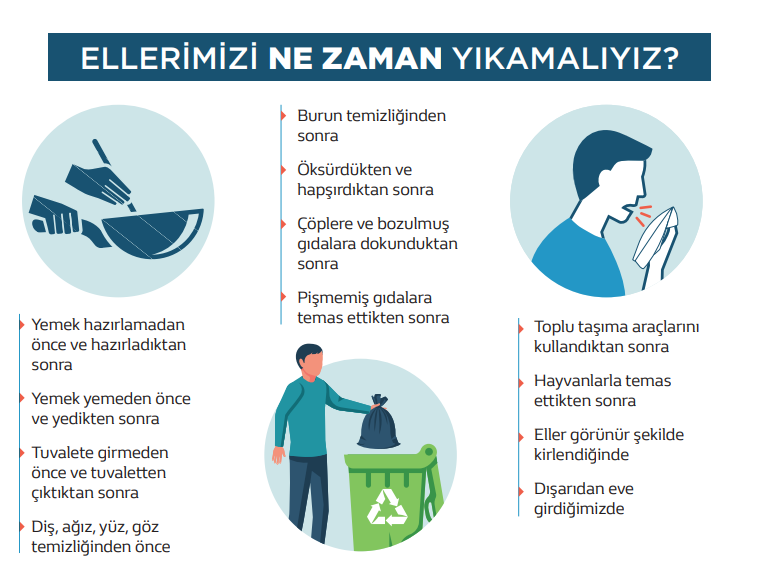 ELLERİMİZİ NE ZAMAN YIKAMALIYIZ?
Yemek hazırlamadan
önce ve hazırladıktan
sonra
Yemek yemeden önce
ve yedikten sonra
Tuvalete girmeden
önce ve tuvaletten
çıktıktan sonra
Diş, ağız, yüz, göz
temizliğinden önce
Burun temizliğinden
sonra
Öksürdükten ve
hapşırdıktan sonra
Çöplere ve bozulmuş
gıdalara dokunduktan
sonra
Pişmemiş gıdalara
temas ettikten sonra
Toplu taşıma araçlarını
kullandıktan sonra
Hayvanlarla temas
ettikten sonra
Eller görünür şekilde
kirlendiğinde
Dışarıdan eve
girdiğimizde